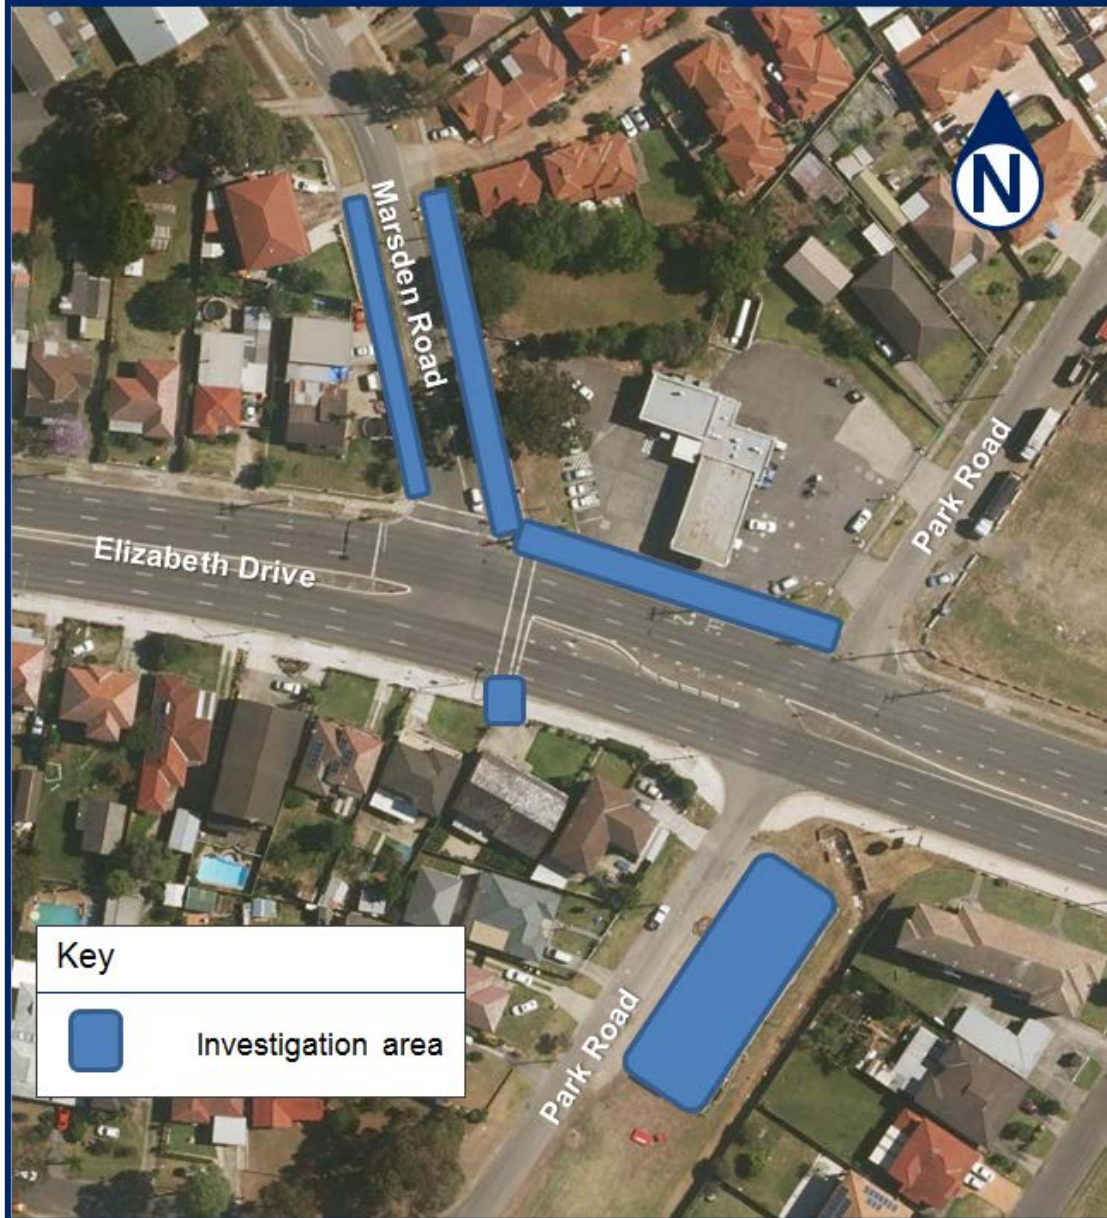 N
Marsden Road
Park Road
Elizabeth Drive
Key
Investigation area
Park Road